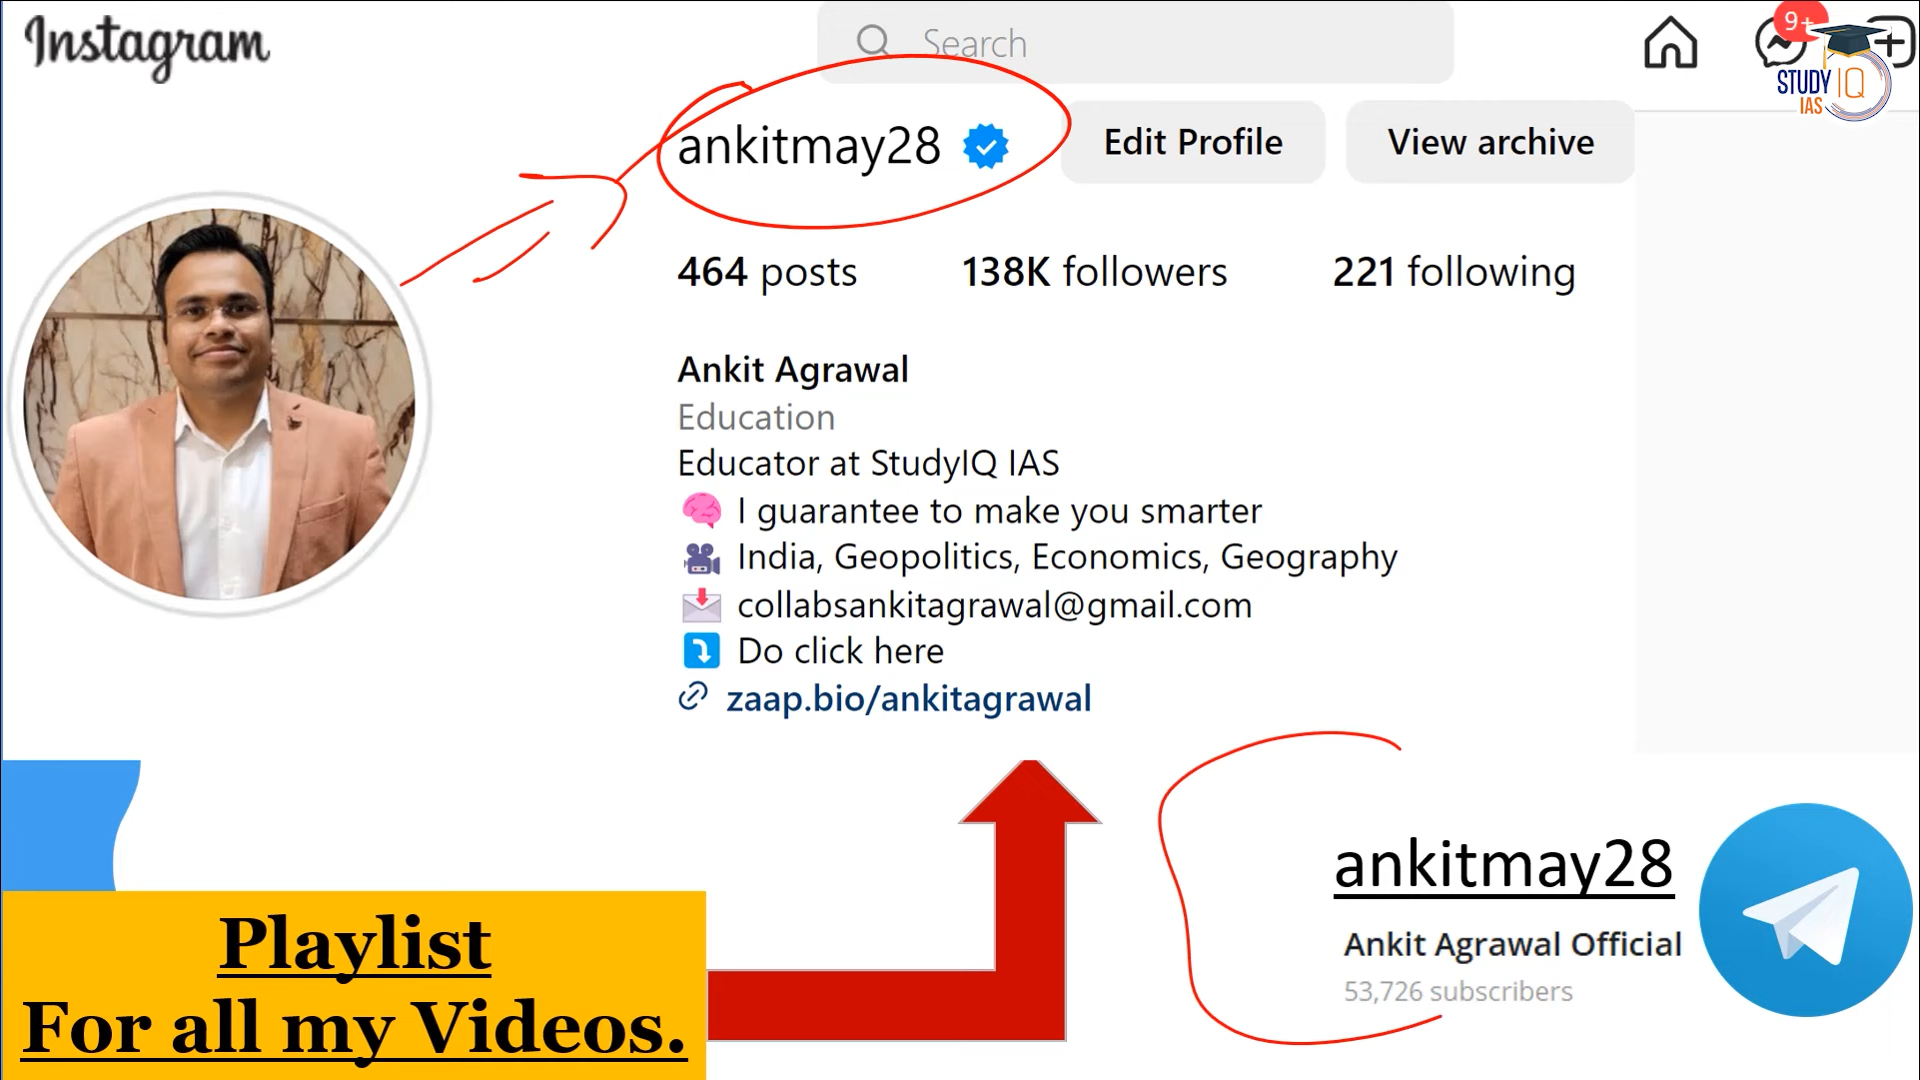 Instagram
Search
9+
STUDY IQ
IAS
ankitmay28
Edit Profile
View archive
464 posts
138K followers
221 following
Ankit Agrawal
Education
Educator at StudyIQ IAS
I guarantee to make you smarter
India, Geopolitics, Economics, Geography
collabsankitagrawal@gmail.com
Do click here
zaap.bio/ankitagrawal
ankitmay28
Ankit Agrawal Official
53,726 subscribers
Playlist
For all my Videos.